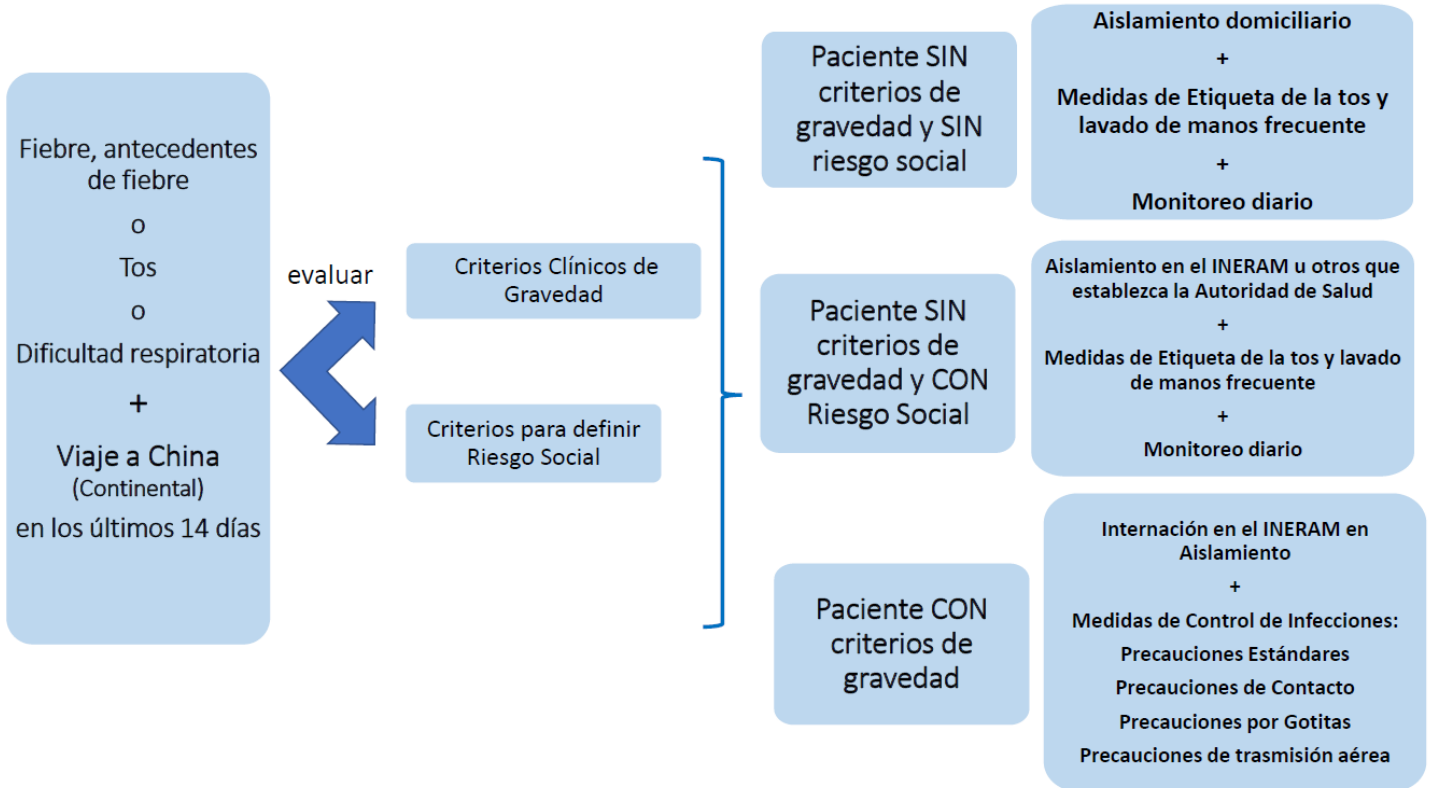 Fiebre, antecedentes
de fiebre
o
Tos
o
Dificultad respiratoria
+
Viaje a China
(Continental)
en los últimos 14 días
evaluar
Criterios Clínicos de
Gravedad
Criterios para definir
Riesgo Social
Paciente SIN
criterios de
gravedad y SIN
riesgo social
Aislamiento domiciliario
+
Medidas de Etiqueta de la tos y
lavado de manos frecuente
+
Monitoreo diario
Paciente SIN
criterios de
gravedad y CON
Riesgo Social
Aislamiento en el INERAM u otros que
establezca la Autoridad de Salud
+
Medidas de Etiqueta de la tos y lavado
de manos frecuente
+
Monitoreo diario
Paciente CON
criterios de
gravedad
Internación en el INERAM en
Aislamiento
+
Medidas de Control de Infecciones:
Precauciones Estándares
Precauciones de Contacto
Precauciones por Gotitas
Precauciones de trasmisión aérea